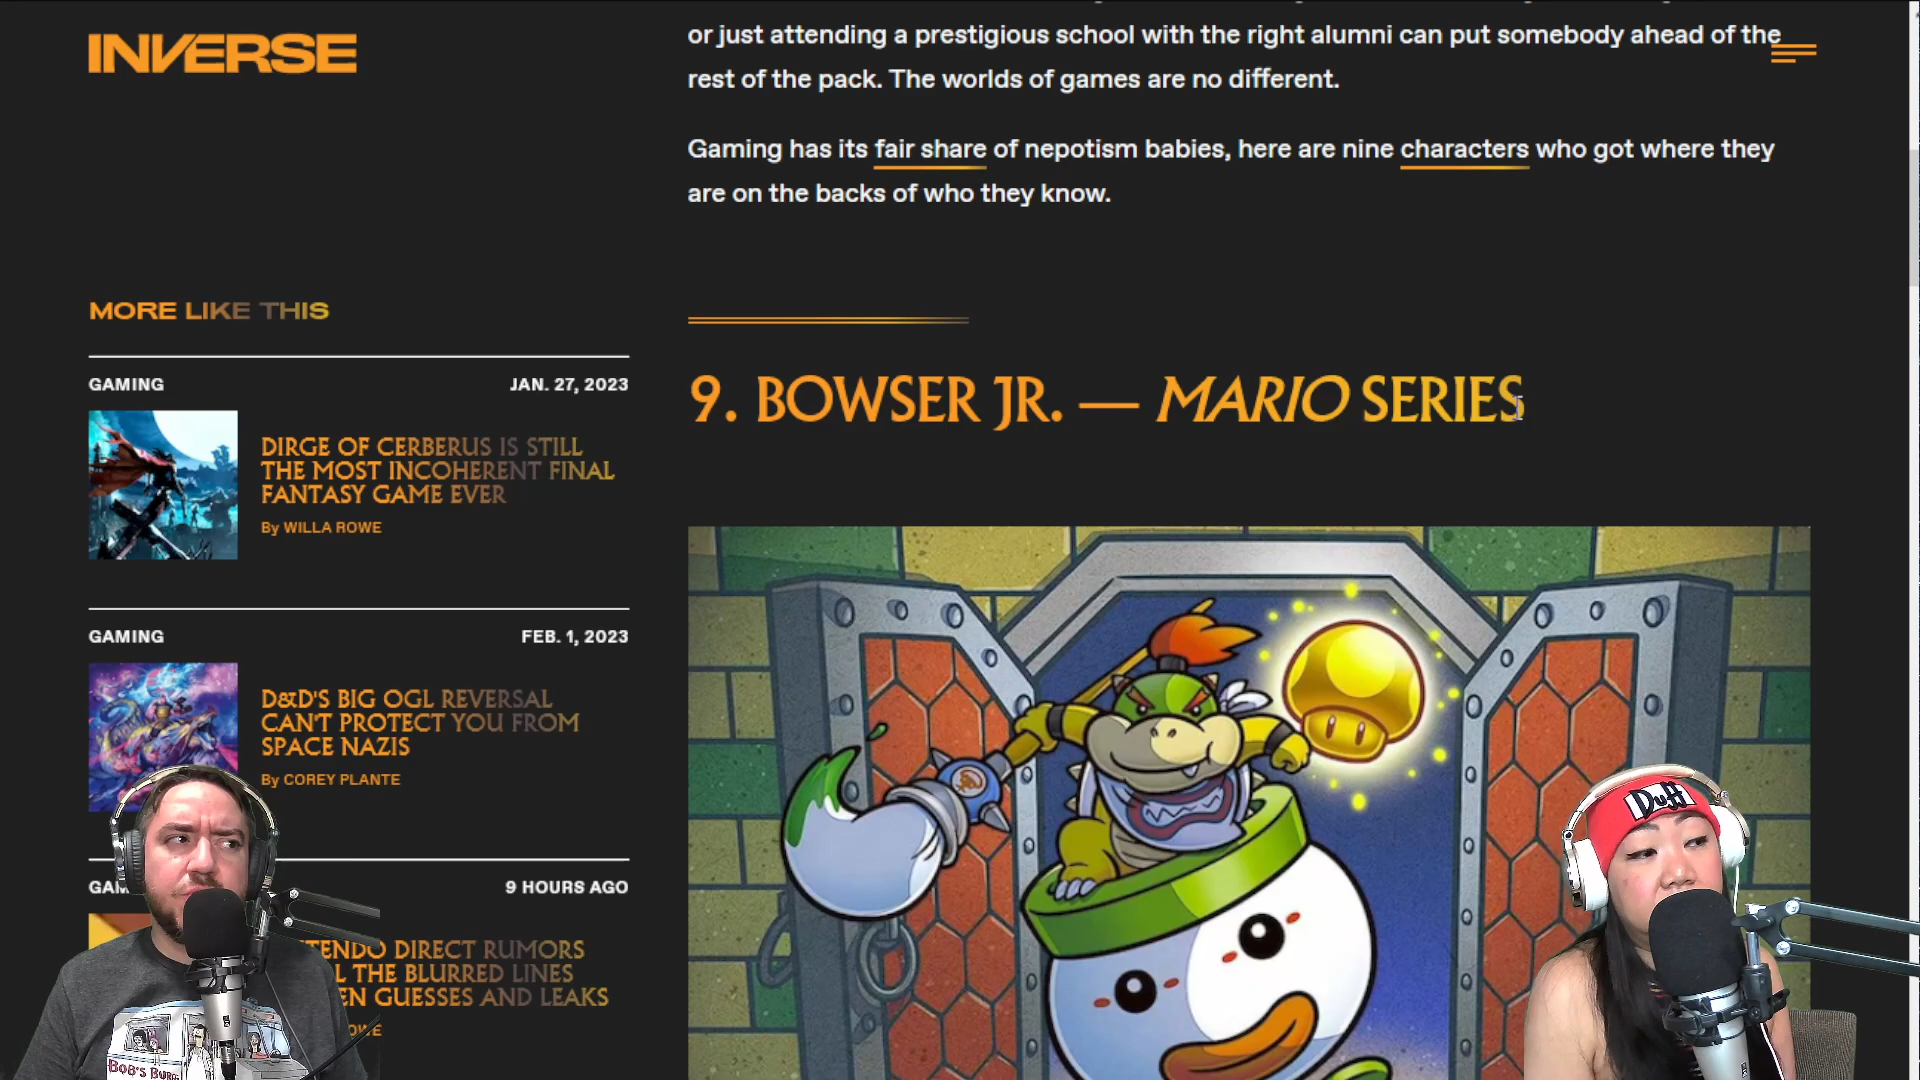 INVERSE
or just attending a prestigious school with the right alumni can put somebody ahead of the
rest of the pack. The worlds of games are no different.
Gaming has its fair share of nepotism babies, here are nine characters who got where they
are on the backs of who they know.
MORE LIKE THIS
GAMING JAN. 27, 2023
DIRGE OF CERBERUS IS STILL
THE MOST INCOHERENT FINAL
FANTASY GAME EVER
By WILLA ROWE
GAMING FEB. 1, 2023
D&D'S BIG OGL REVERSAL
CAN'T PROTECT YOU FROM
SPACE NAZIS
By COREY PLANTE
9 HOURS AGO
DIRECT RUMORS
THE BLURRED LINES
GUESSES AND LEAKS
9. BOWSER JR. — MARIO SERIES
Duff
BOB'S